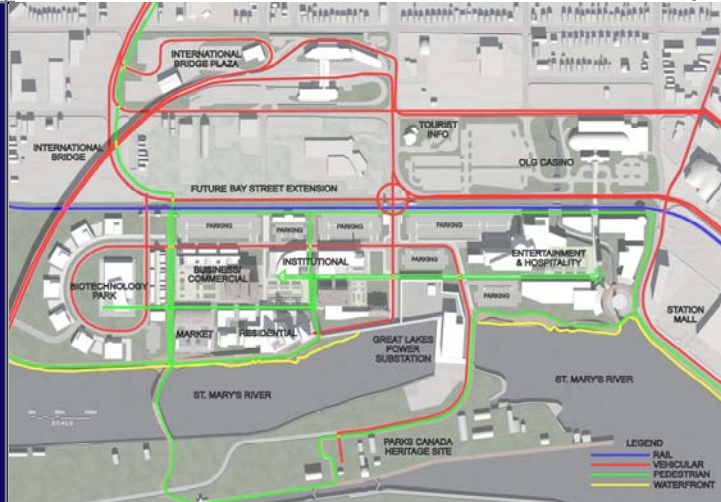 INTERNATIONAL
BRIDGE PLAZA
TOURIST
INFO
INTERNATIONAL
BRIDGE
OLG CASINO
FUTURE BAY STREET EXTENSION
PARKING
PARKING
PARKING
PARKING
INSTITUTIONAL
PARKING
ENTERTAINMENT
& HOSPITALITY
BUSINESS/
COMMERCIAL
BIOTECHNOLOGY
PARK
PARKING
STATION
MALL
MARKET
RESIDENTIAL
GREAT LAKES
POWER
SUBSTATION
ST. MARY'S RIVER
ST. MARY'S RIVER
SCALE
PARKS CANADA
HERITAGE SITE
LEGEND
RAIL
VEHICULAR
PEDESTRIAN
WATERFRONT